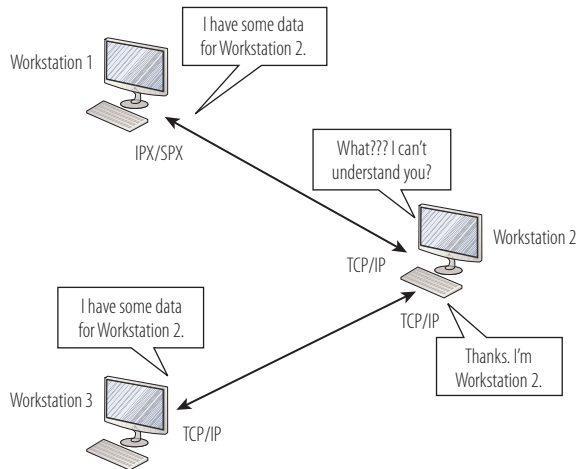 I have some data
for Workstation 2.
Workstation 1
IPX/SPX
What??? I can't
understand you?
Workstation 2
TCP/IP
TCP/IP
I have some data
for Workstation 2.
Thanks. I'm
Workstation 2.
Workstation 3
TCP/IP